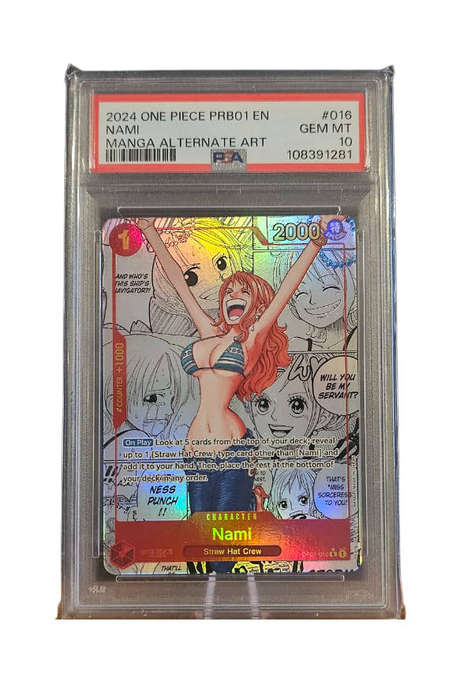 2024 ONE PIECE PRB01 EN #016
NAMI GEM MT
MANGA ALTERNATE ART 10
PSA 108391281
1 2000
AND WHO'S
THIS SHIP'S
NAVIGATOR?!
COUNTER +1000
WILL YOU
BE MY
SERVANT?
On Play Look at 5 cards from the top of your deck; reveal
up to 1 [Straw Hat Crew] type card other than [Nami] and
add it to your hand. Then, place the rest at the bottom of
your deck in any order.
THAT'S
"MISS
SORCERESS"
TO YOU!
NESS
PUNCH
!!
CHARACTER
Nami
Straw Hat Crew
THAT'LL